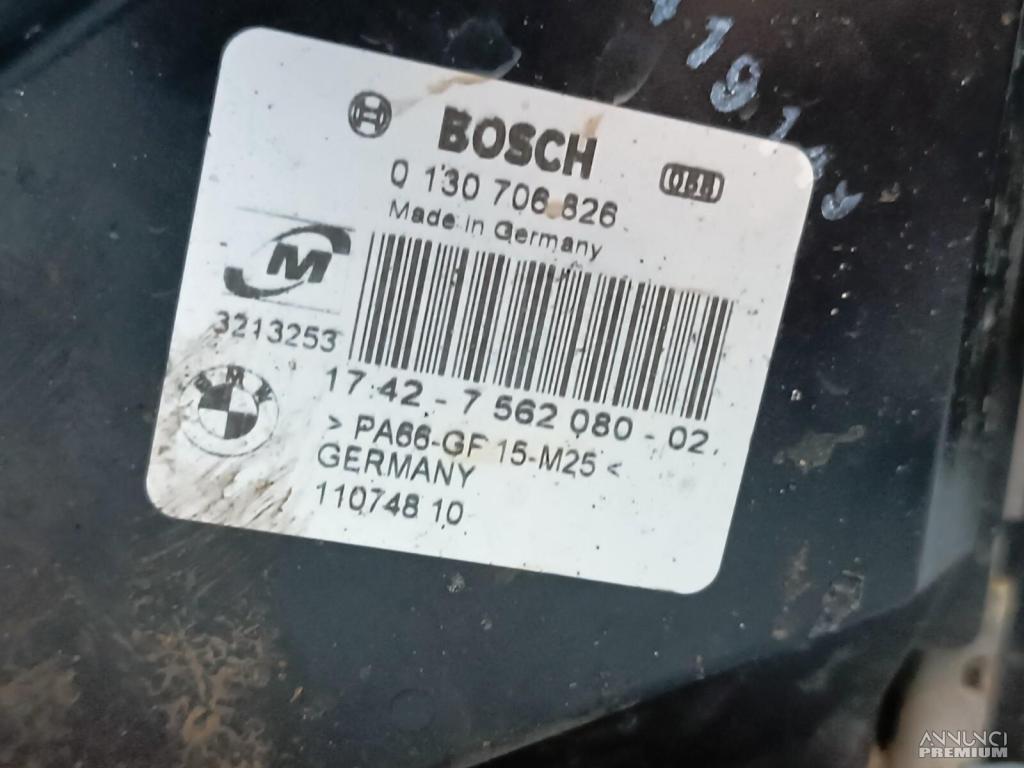 BOSCH
0 130 706 826
Made in Germany
M
3213253
BMW
17.42 - 7 562 080 - 02.
> PA66-GF 15-M25 <
GERMANY
110748 10
ANNUNCI
PREMIUM